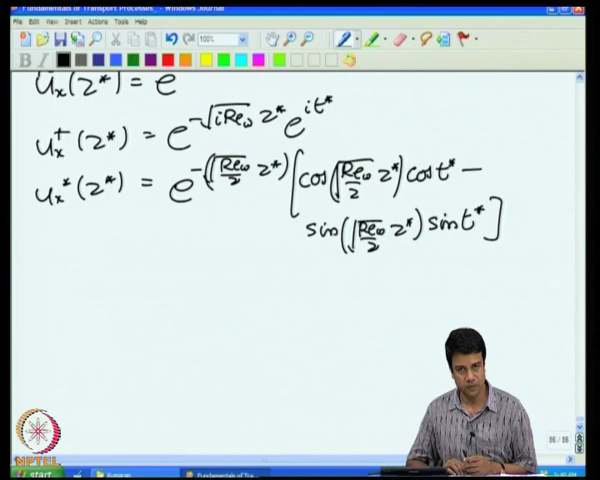 Fundamentals of Transport Processes - Windows Journal
File Edit View Insert Actions Tools Help
100%
B I
uₓ(z*) = e
uₓ⁺(z*) = e^(-√(iRe_ω) z*) e^(it*)
uₓ*(z*) = e^(-(√(Re_ω/2) z*)) [cos(√(Re_ω/2) z*) cos t* −
sin(√(Re_ω/2) z*) sin t*]
NPTEL
start
Fundamentals of Tra...